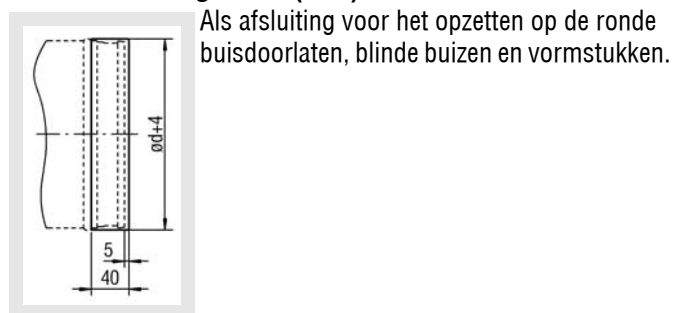 Als afsluiting voor het opzetten op de ronde
buisdoorlaten, blinde buizen en vormstukken.
ød+4
5
40